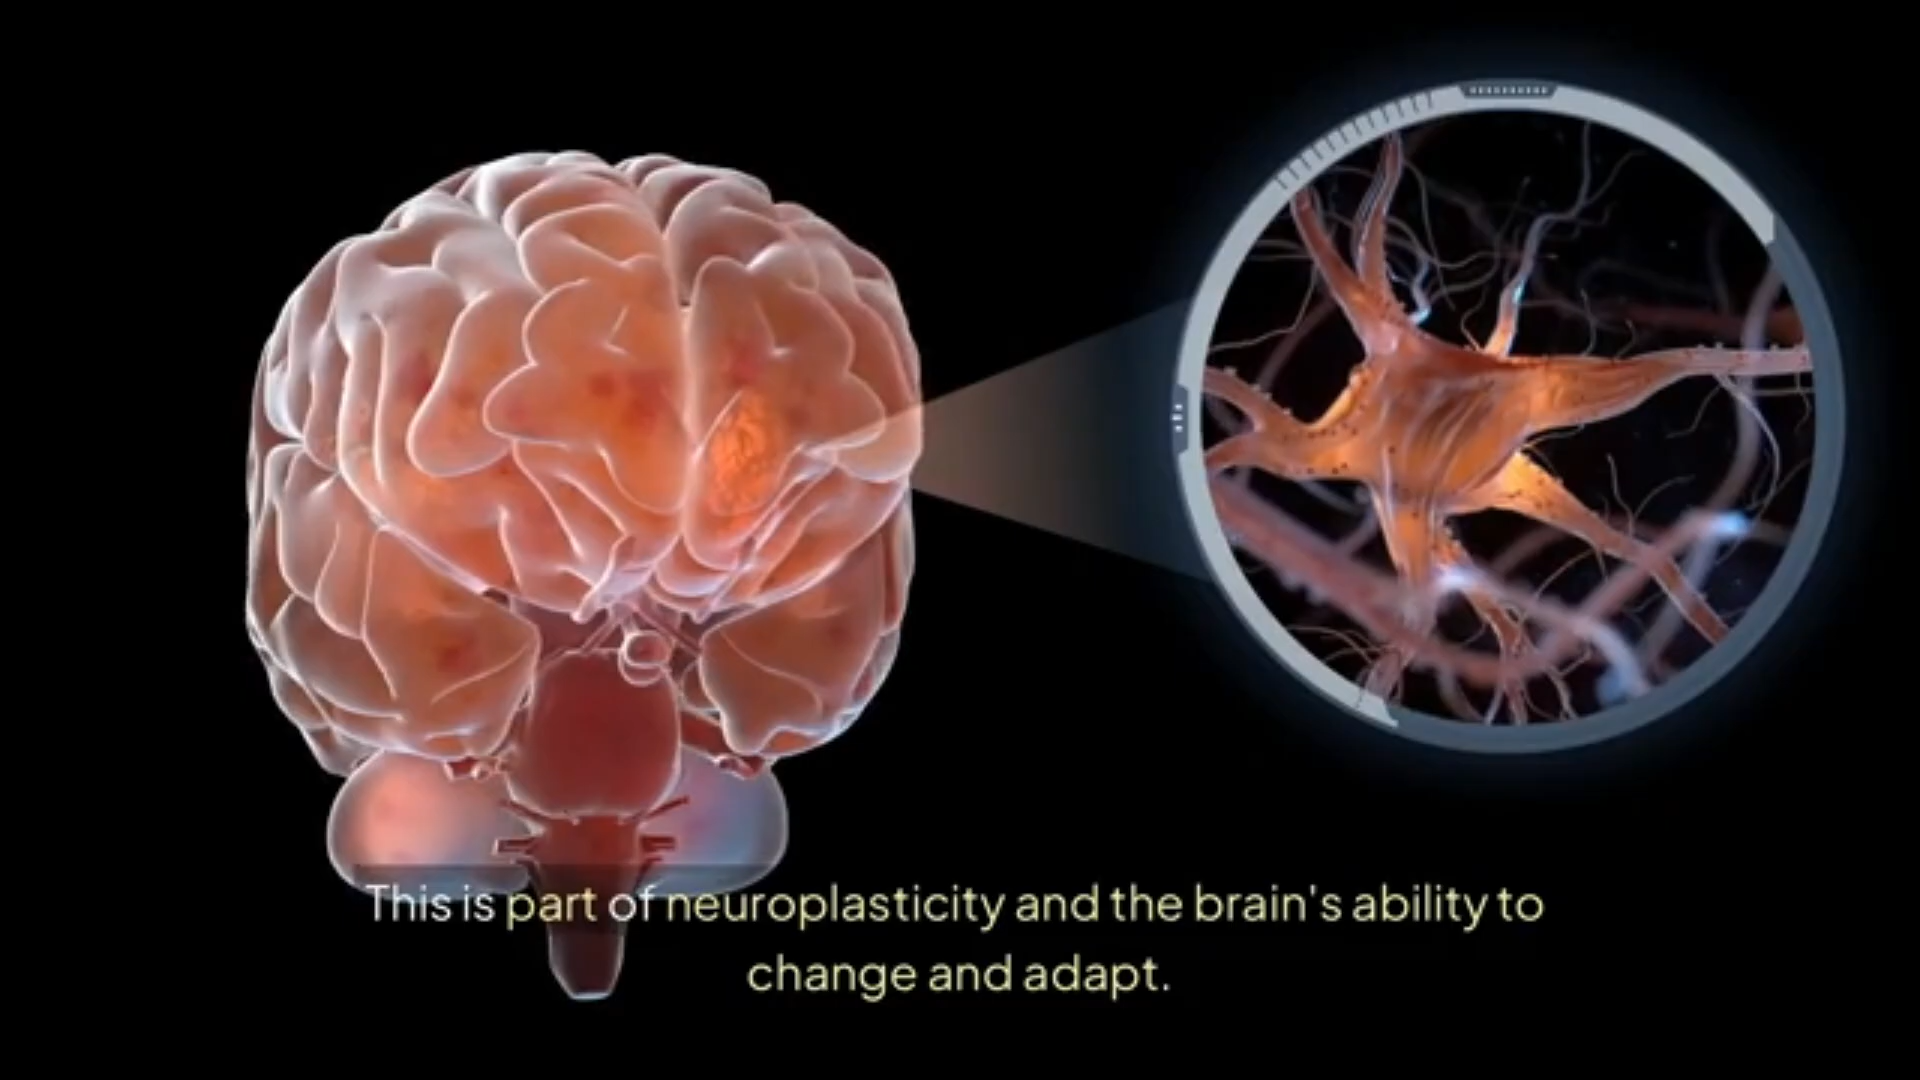 This is part of neuroplasticity and the brain's ability to
change and adapt.